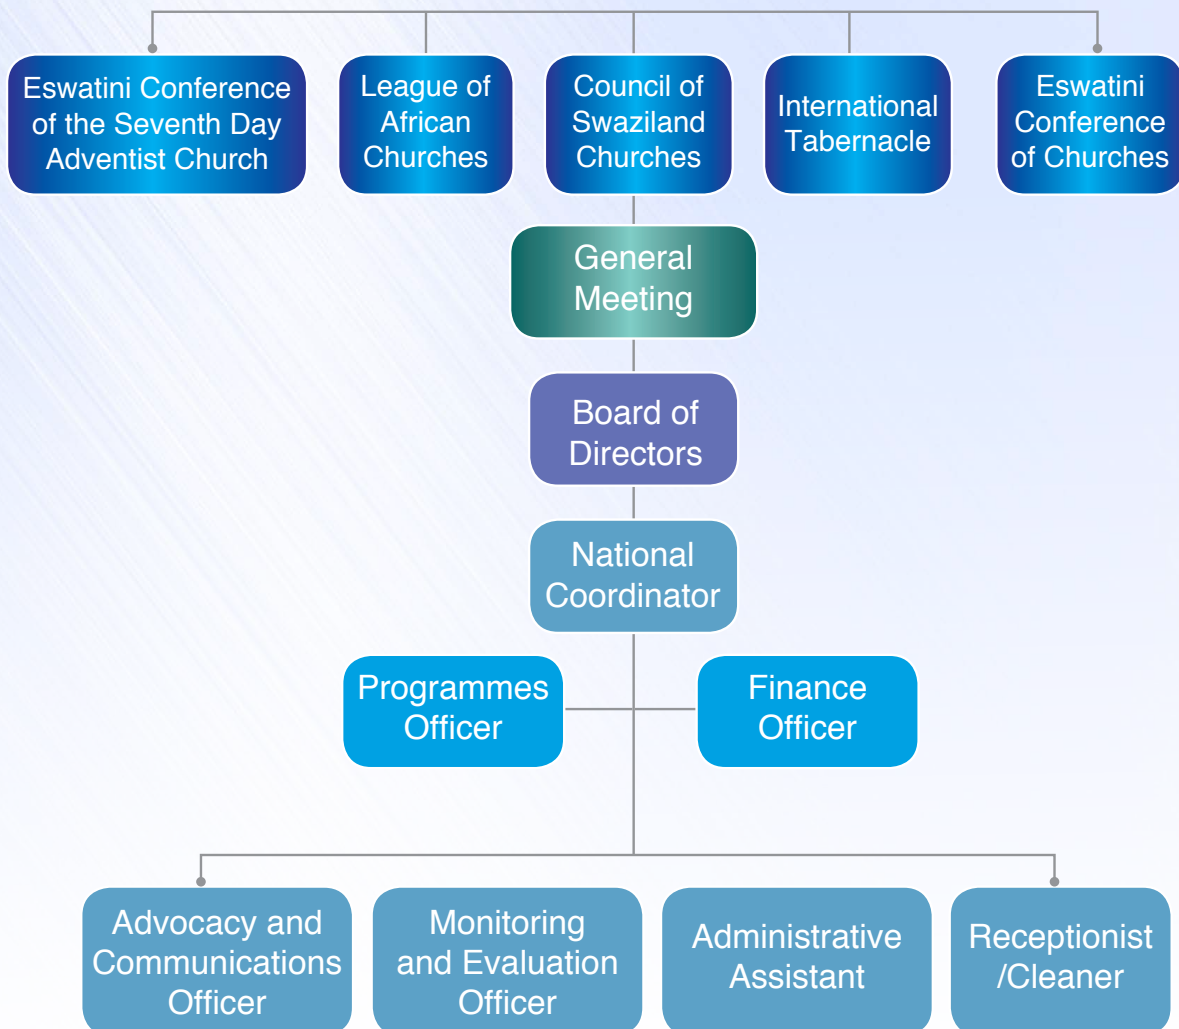 Eswatini Conference
of the Seventh Day
Adventist Church
League of
African
Churches
Council of
Swaziland
Churches
International
Tabernacle
Eswatini
Conference
of Churches
General
Meeting
Board of
Directors
National
Coordinator
Programmes
Officer
Finance
Officer
Advocacy and
Communications
Officer
Monitoring
and Evaluation
Officer
Administrative
Assistant
Receptionist
/Cleaner